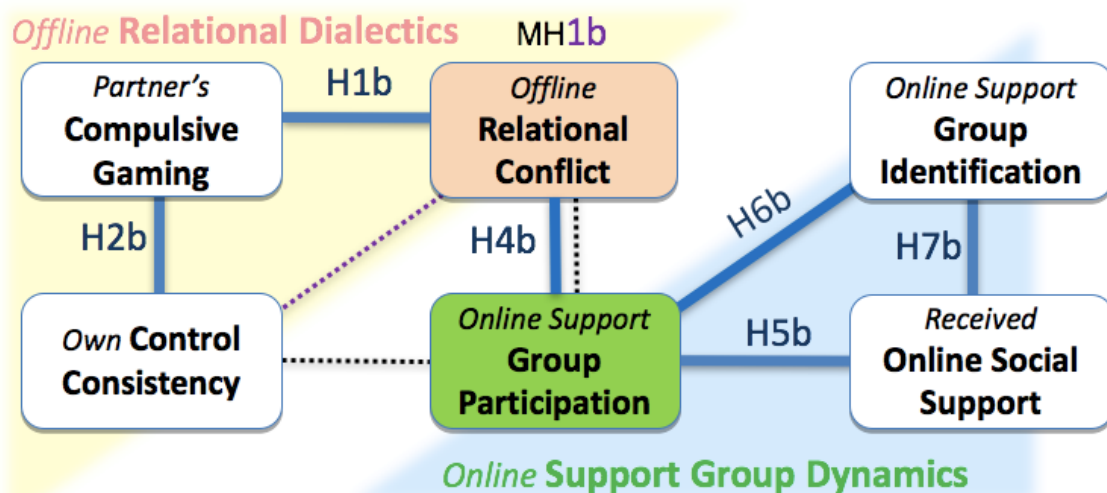 Offline Relational Dialectics
MH1b
Partner's
Compulsive
Gaming
H1b
Offline
Relational
Conflict
Online Support
Group
Identification
H2b
H4b
H6b
H7b
Own Control
Consistency
Online Support
Group
Participation
H5b
Received
Online Social
Support
Online Support Group Dynamics